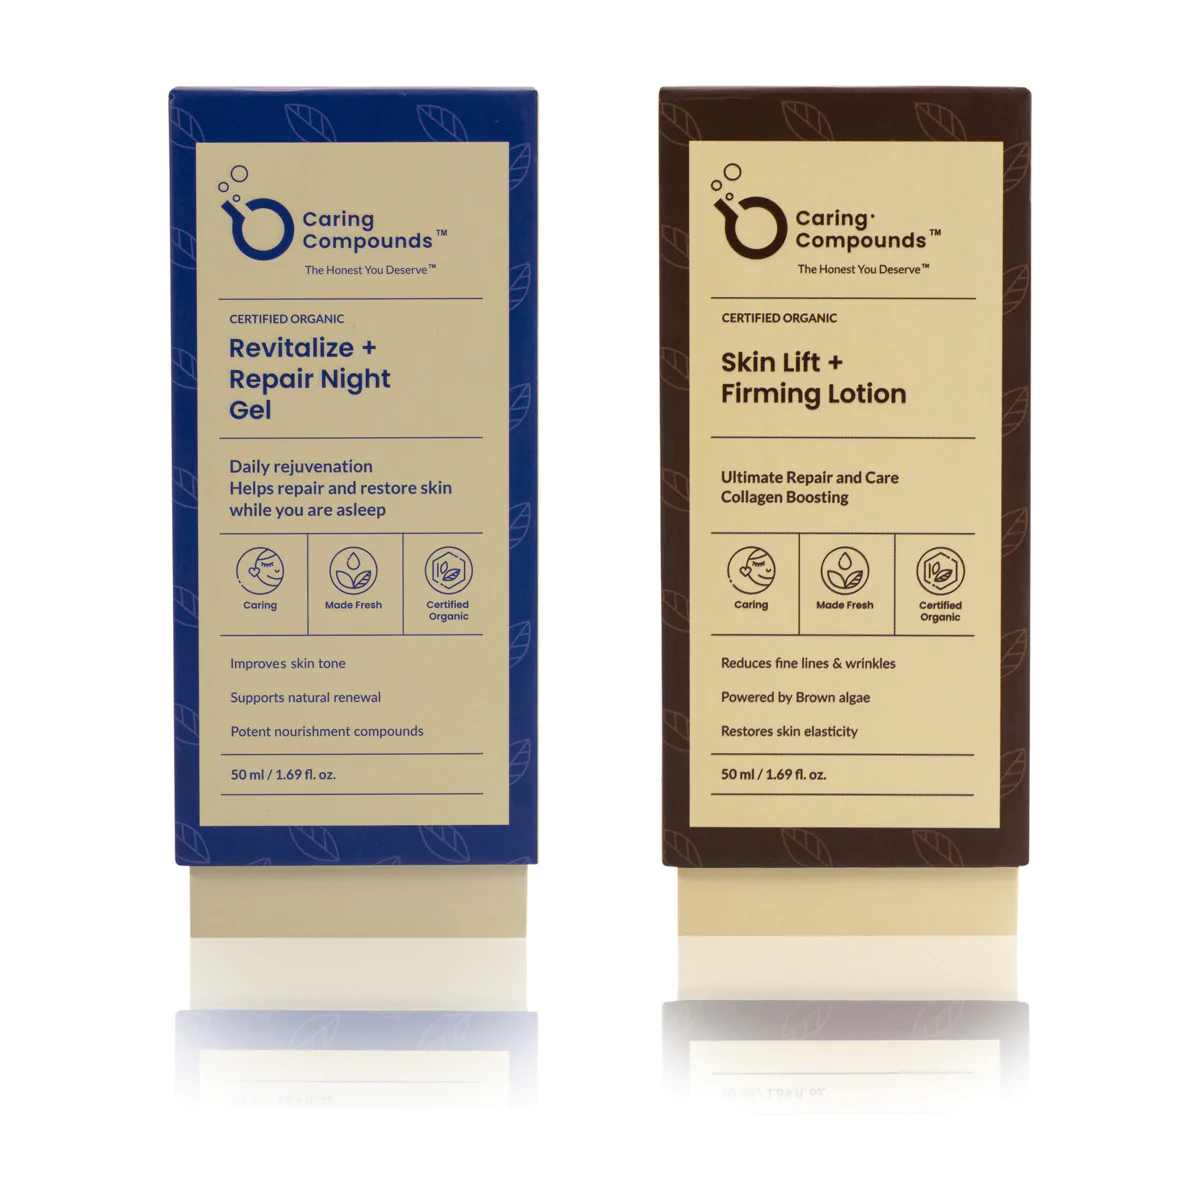 Caring
Compounds™
The Honest You Deserve™
CERTIFIED ORGANIC
Revitalize +
Repair Night
Gel
Daily rejuvenation
Helps repair and restore skin
while you are asleep
Caring
Made Fresh
Certified
Organic
Improves skin tone
Supports natural renewal
Potent nourishment compounds
50 ml / 1.69 fl. oz.
Caring·
Compounds™
The Honest You Deserve™
CERTIFIED ORGANIC
Skin Lift +
Firming Lotion
Ultimate Repair and Care
Collagen Boosting
Caring
Made Fresh
Certified
Organic
Reduces fine lines & wrinkles
Powered by Brown algae
Restores skin elasticity
50 ml / 1.69 fl. oz.